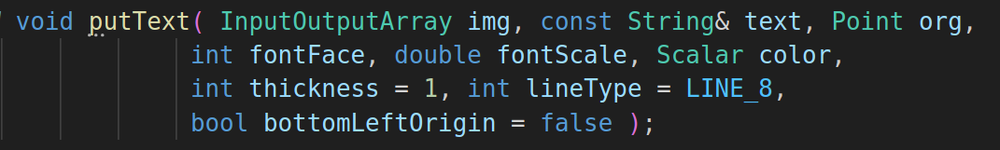 void putText( InputOutputArray img, const String& text, Point org,
int fontFace, double fontScale, Scalar color,
int thickness = 1, int lineType = LINE_8,
bool bottomLeftOrigin = false );